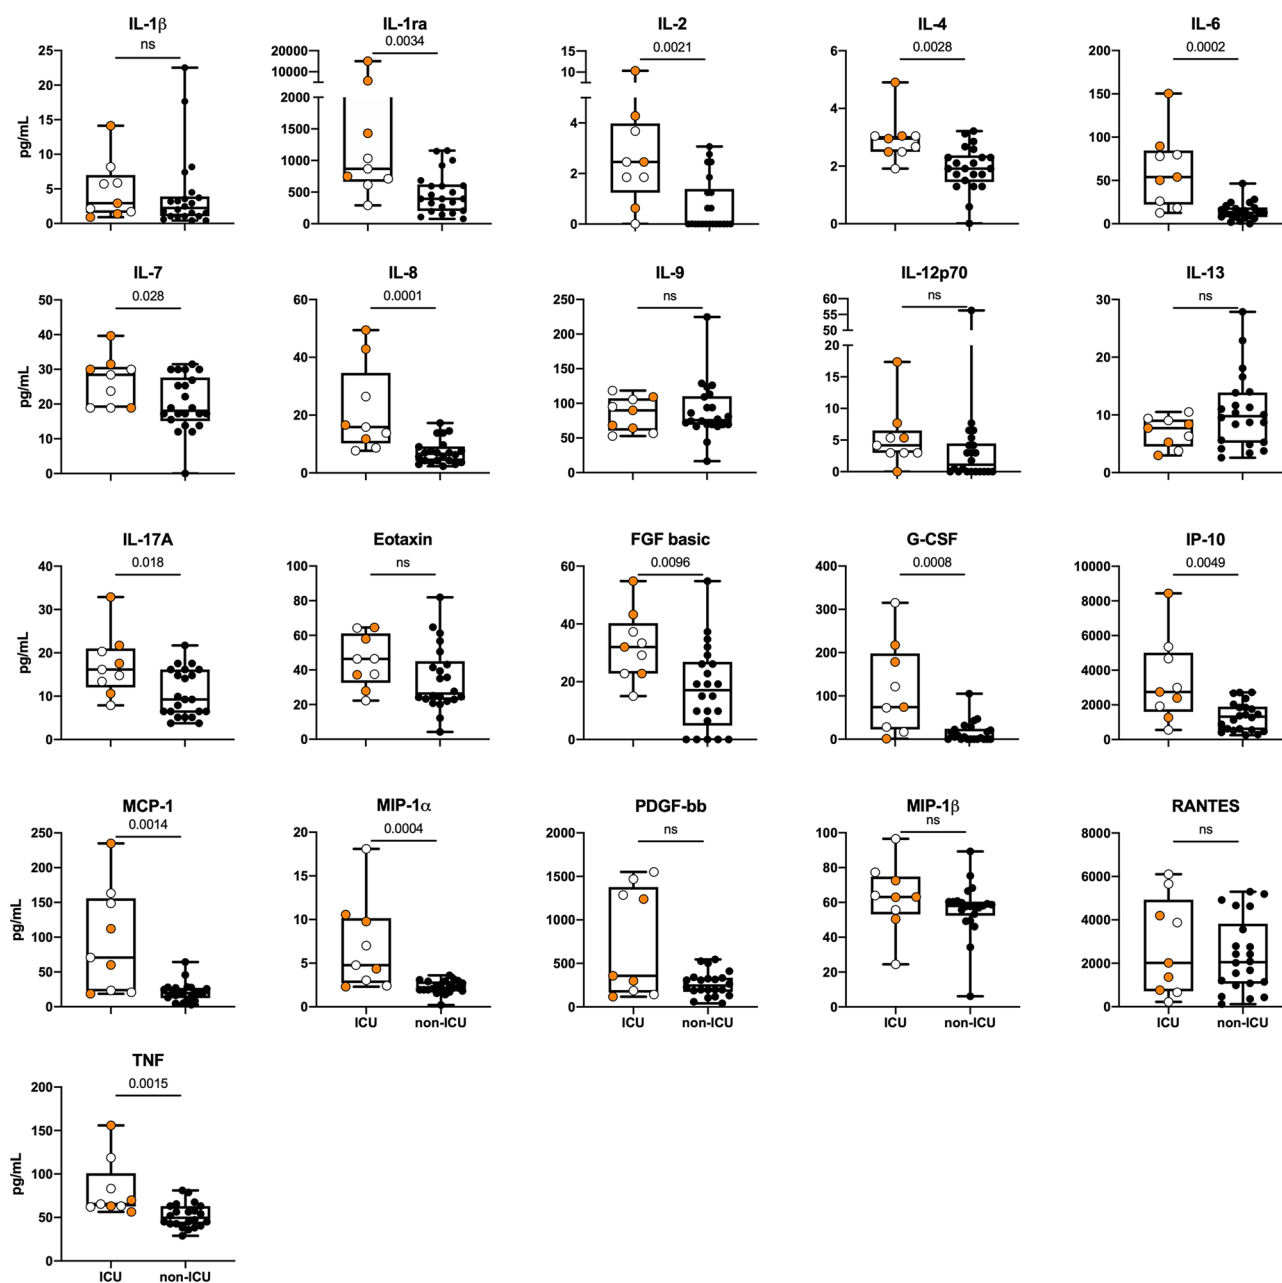 IL-1β IL-1ra IL-2 IL-4 IL-6
ns 0.0034 0.0021 0.0028 0.0002
pg/mL
25 20 15 10 5 0
20000 10000 2000 1500 1000 500 0
15 10 4 2 0
6 4 2 0
200 150 100 50 0
IL-7 IL-8 IL-9 IL-12p70 IL-13
0.028 0.0001 ns ns ns
pg/mL
50 40 30 20 10 0
60 40 20 0
250 200 150 100 50 0
60 55 50 20 15 10 5 0
30 20 10 0
IL-17A Eotaxin FGF basic G-CSF IP-10
0.018 ns 0.0096 0.0008 0.0049
pg/mL
40 30 20 10 0
100 80 60 40 20 0
60 40 20 0
400 300 200 100 0
10000 8000 6000 4000 2000 0
MCP-1 MIP-1α PDGF-bb MIP-1β RANTES
0.0014 0.0004 ns ns ns
pg/mL
250 200 150 100 50 0
20 15 10 5 0
2000 1500 1000 500 0
100 80 60 40 20 0
8000 6000 4000 2000 0
ICU non-ICU ICU non-ICU ICU non-ICU ICU non-ICU
TNF
0.0015
pg/mL
200 150 100 50 0
ICU non-ICU